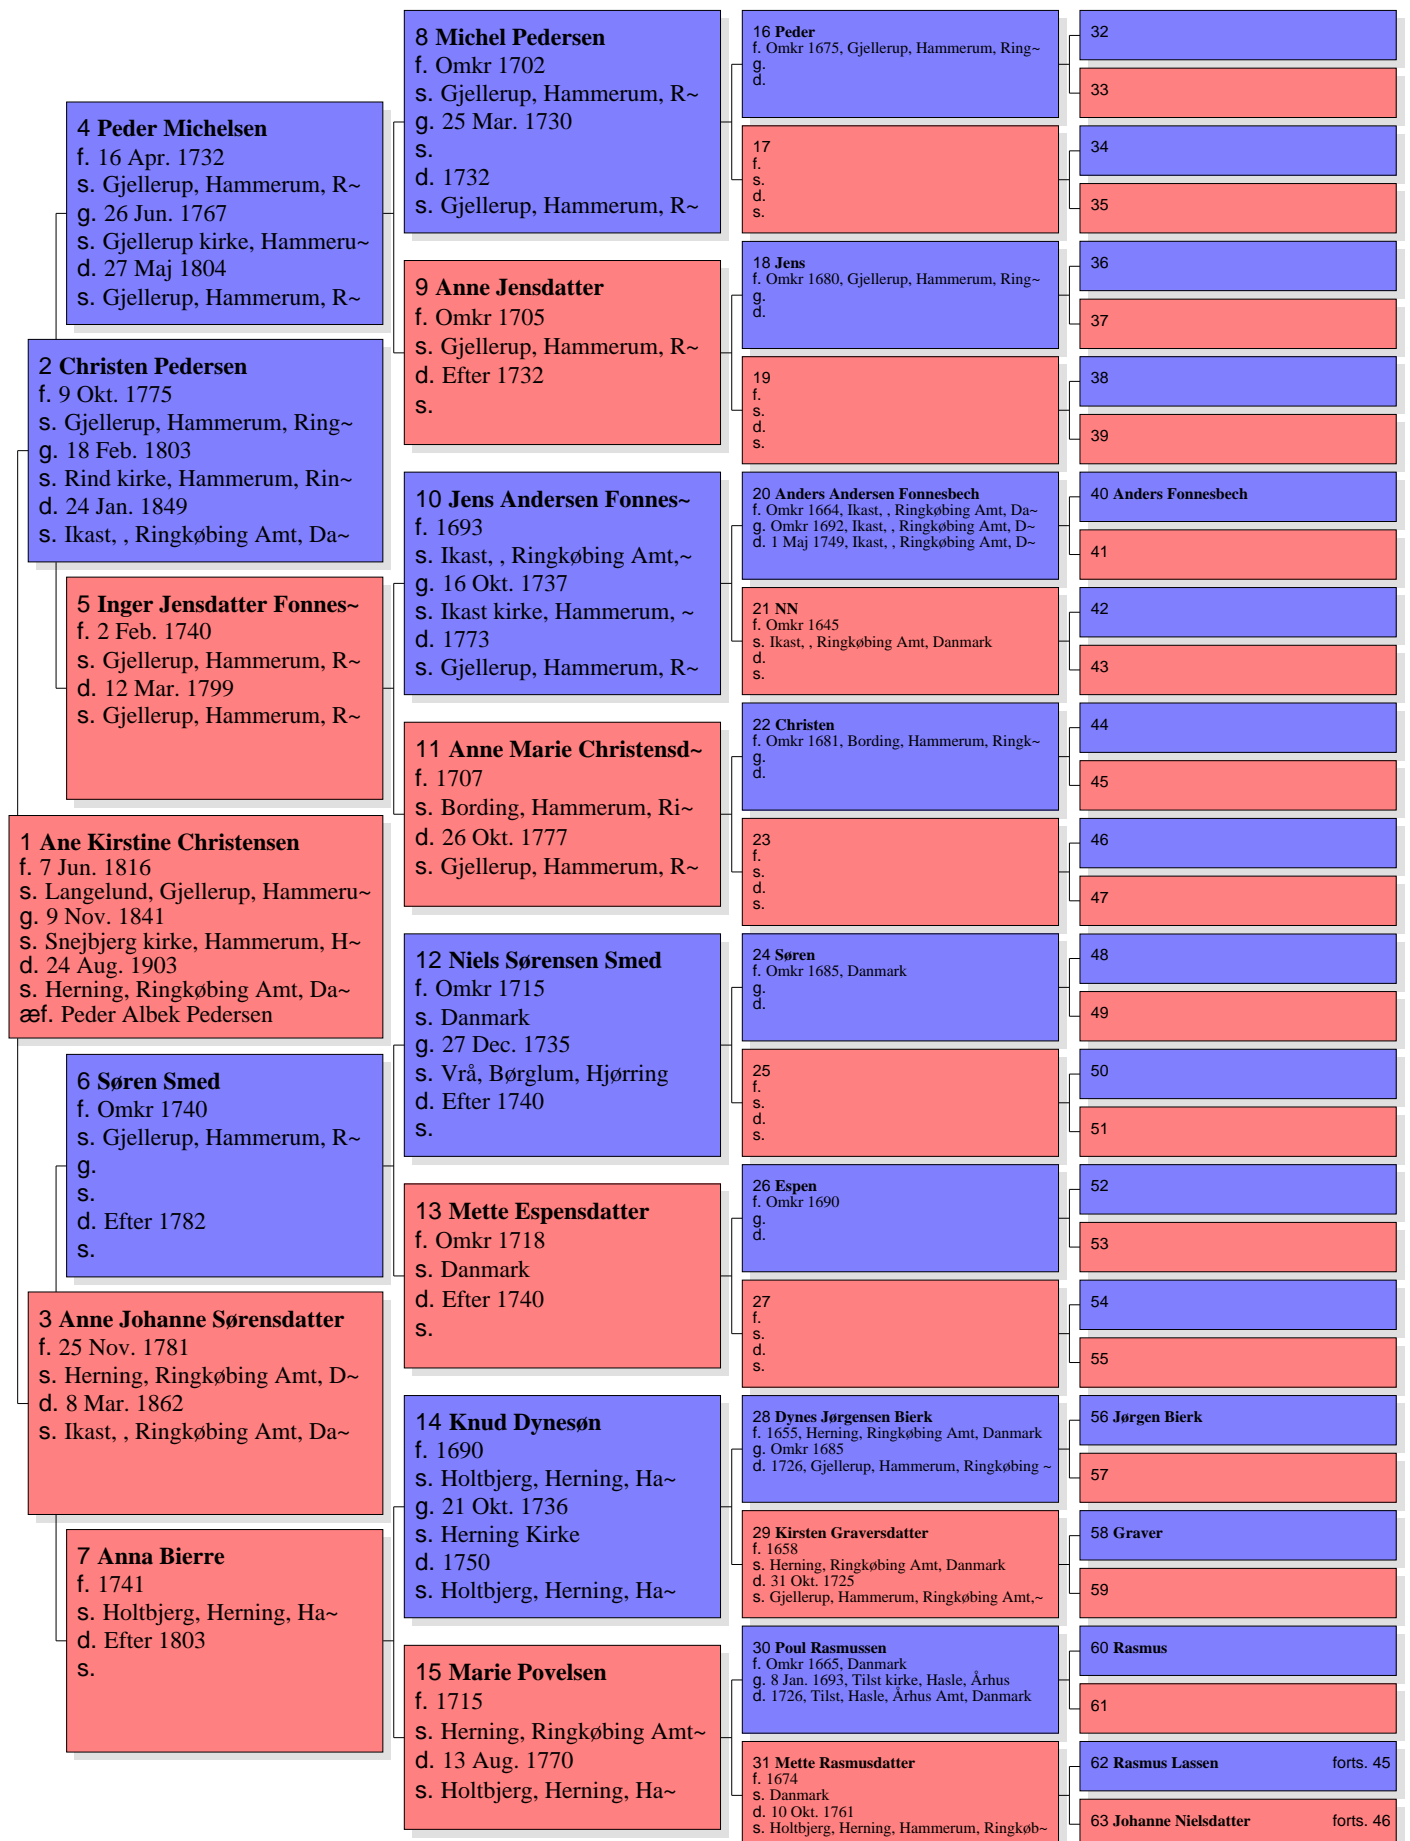 1 Ane Kirstine Christensen
f. 7 Jun. 1816
s. Langelund, Gjellerup, Hammeru~
g. 9 Nov. 1841
s. Snejbjerg kirke, Hammerum, H~
d. 24 Aug. 1903
s. Herning, Ringkøbing Amt, Da~
æf. Peder Albek Pedersen
2 Christen Pedersen
f. 9 Okt. 1775
s. Gjellerup, Hammerum, Ring~
g. 18 Feb. 1803
s. Rind kirke, Hammerum, Rin~
d. 24 Jan. 1849
s. Ikast, , Ringkøbing Amt, Da~
3 Anne Johanne Sørensdatter
f. 25 Nov. 1781
s. Herning, Ringkøbing Amt, D~
d. 8 Mar. 1862
s. Ikast, , Ringkøbing Amt, Da~
4 Peder Michelsen
f. 16 Apr. 1732
s. Gjellerup, Hammerum, R~
g. 26 Jun. 1767
s. Gjellerup kirke, Hammeru~
d. 27 Maj 1804
s. Gjellerup, Hammerum, R~
5 Inger Jensdatter Fonnes~
f. 2 Feb. 1740
s. Gjellerup, Hammerum, R~
d. 12 Mar. 1799
s. Gjellerup, Hammerum, R~
6 Søren Smed
f. Omkr 1740
s. Gjellerup, Hammerum, R~
g.
s.
d. Efter 1782
s.
7 Anna Bierre
f. 1741
s. Holtbjerg, Herning, Ha~
d. Efter 1803
s.
8 Michel Pedersen
f. Omkr 1702
s. Gjellerup, Hammerum, R~
g. 25 Mar. 1730
s.
d. 1732
s. Gjellerup, Hammerum, R~
9 Anne Jensdatter
f. Omkr 1705
s. Gjellerup, Hammerum, R~
d. Efter 1732
s.
10 Jens Andersen Fonnes~
f. 1693
s. Ikast, , Ringkøbing Amt,~
g. 16 Okt. 1737
s. Ikast kirke, Hammerum, ~
d. 1773
s. Gjellerup, Hammerum, R~
11 Anne Marie Christensd~
f. 1707
s. Bording, Hammerum, Ri~
d. 26 Okt. 1777
s. Gjellerup, Hammerum, R~
12 Niels Sørensen Smed
f. Omkr 1715
s. Danmark
g. 27 Dec. 1735
s. Vrå, Børglum, Hjørring
d. Efter 1740
s.
13 Mette Espensdatter
f. Omkr 1718
s. Danmark
d. Efter 1740
s.
14 Knud Dynesøn
f. 1690
s. Holtbjerg, Herning, Ha~
g. 21 Okt. 1736
s. Herning Kirke
d. 1750
s. Holtbjerg, Herning, Ha~
15 Marie Povelsen
f. 1715
s. Herning, Ringkøbing Amt~
d. 13 Aug. 1770
s. Holtbjerg, Herning, Ha~
16 Peder
f. Omkr 1675, Gjellerup, Hammerum, Ring~
g.
d.
17
f.
s.
d.
s.
18 Jens
f. Omkr 1680, Gjellerup, Hammerum, Ring~
g.
d.
19
f.
s.
d.
s.
20 Anders Andersen Fonnesbech
f. Omkr 1664, Ikast, , Ringkøbing Amt, Da~
g. Omkr 1692, Ikast, , Ringkøbing Amt, D~
d. 1 Maj 1749, Ikast, , Ringkøbing Amt, D~
21 NN
f. Omkr 1645
s. Ikast, , Ringkøbing Amt, Danmark
d.
s.
22 Christen
f. Omkr 1681, Bording, Hammerum, Ringk~
g.
d.
23
f.
s.
d.
s.
24 Søren
f. Omkr 1685, Danmark
g.
d.
25
f.
s.
d.
s.
26 Espen
f. Omkr 1690
g.
d.
27
f.
s.
d.
s.
28 Dynes Jørgensen Bierk
f. 1655, Herning, Ringkøbing Amt, Danmark
g. Omkr 1685
d. 1726, Gjellerup, Hammerum, Ringkøbing ~
29 Kirsten Graversdatter
f. 1658
s. Herning, Ringkøbing Amt, Danmark
d. 31 Okt. 1725
s. Gjellerup, Hammerum, Ringkøbing Amt,~
30 Poul Rasmussen
f. Omkr 1665, Danmark
g. 8 Jan. 1693, Tilst kirke, Hasle, Århus
d. 1726, Tilst, Hasle, Århus Amt, Danmark
31 Mette Rasmusdatter
f. 1674
s. Danmark
d. 10 Okt. 1761
s. Holtbjerg, Herning, Hammerum, Ringkøb~
32
33
34
35
36
37
38
39
40 Anders Fonnesbech
41
42
43
44
45
46
47
48
49
50
51
52
53
54
55
56 Jørgen Bierk
57
58 Graver
59
60 Rasmus
61
62 Rasmus Lassen forts. 45
63 Johanne Nielsdatter forts. 46